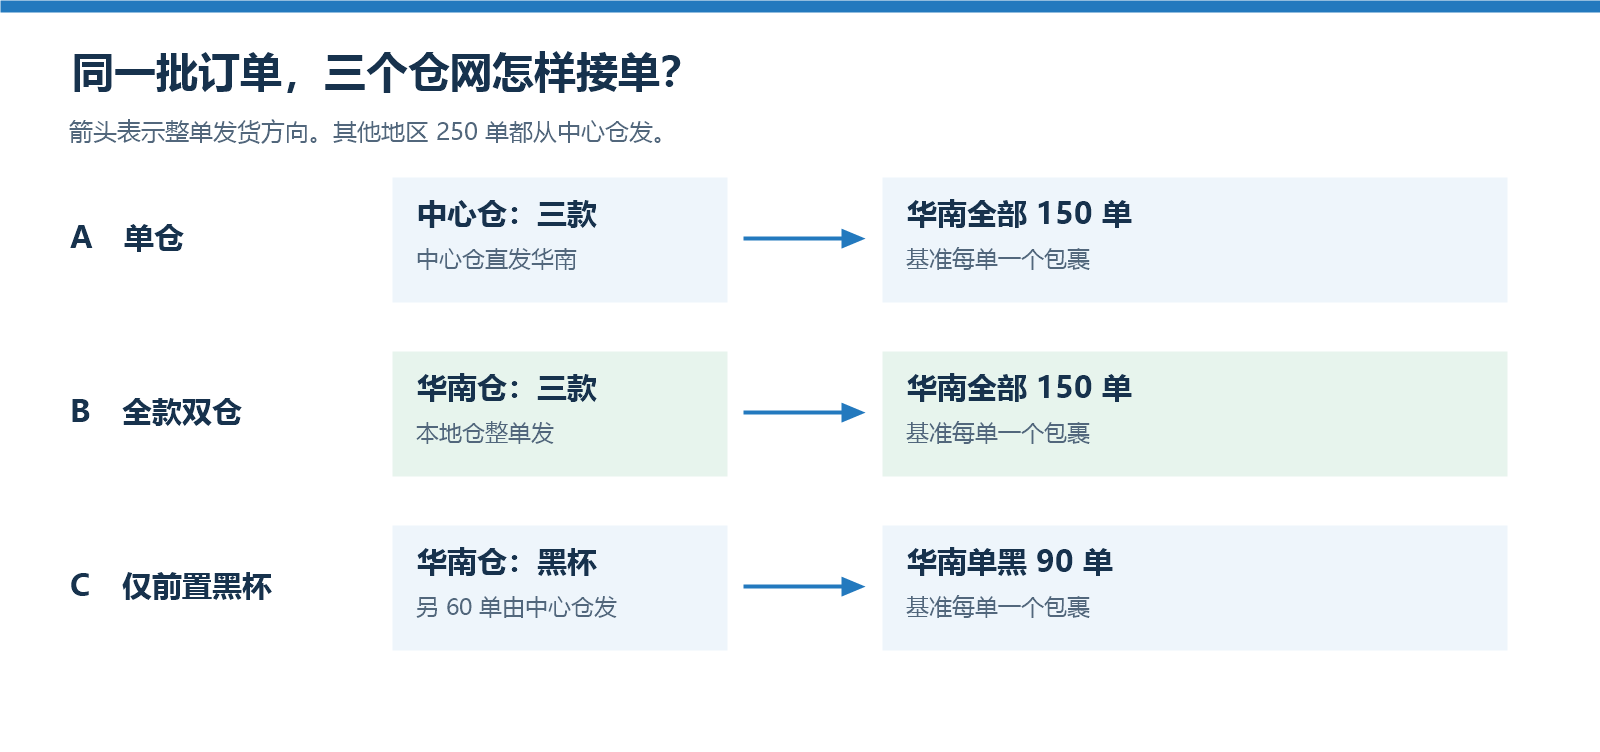 同一批订单，三个仓网怎样接单？
箭头表示整单发货方向。其他地区 250 单都从中心仓发。
A 单仓
中心仓：三款
中心仓直发华南
华南全部 150 单
基准每单一个包裹
B 全款双仓
华南仓：三款
本地仓整单发
华南全部 150 单
基准每单一个包裹
C 仅前置黑杯
华南仓：黑杯
另 60 单由中心仓发
华南单黑 90 单
基准每单一个包裹